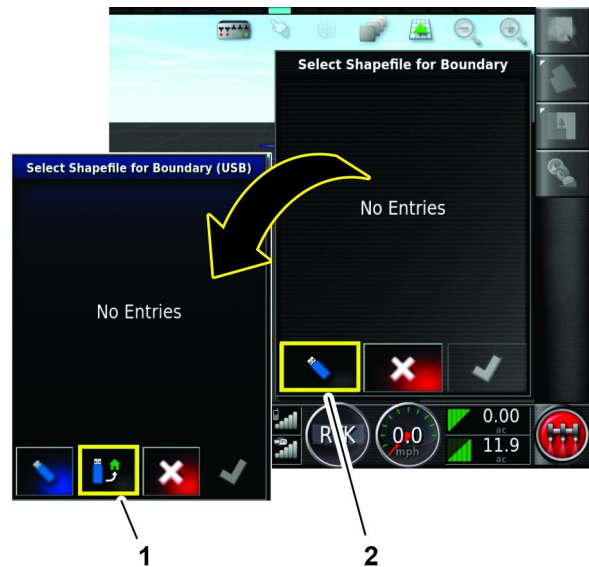 Select Shapefile for Boundary
Select Shapefile for Boundary (USB)
No Entries
No Entries
RTK
0.0
mph
0.00
ac
11.9
ac
1
2